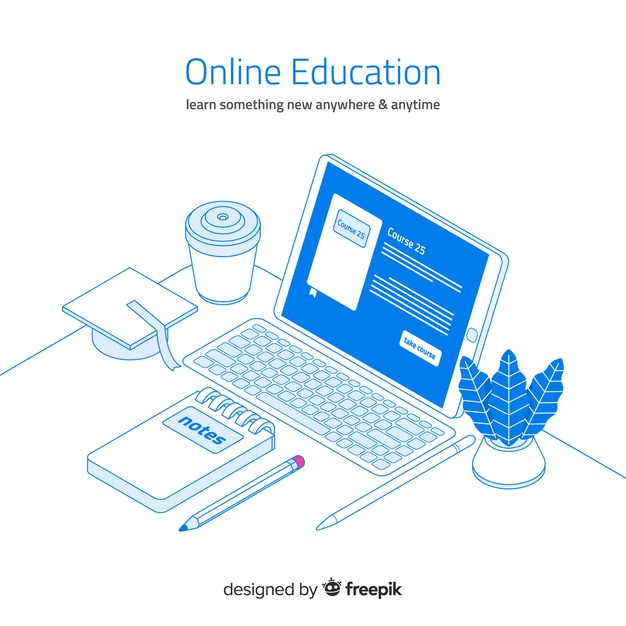 Online Education
learn something new anywhere & anytime
Course 25
Course 25
take course
notes
designed by freepik